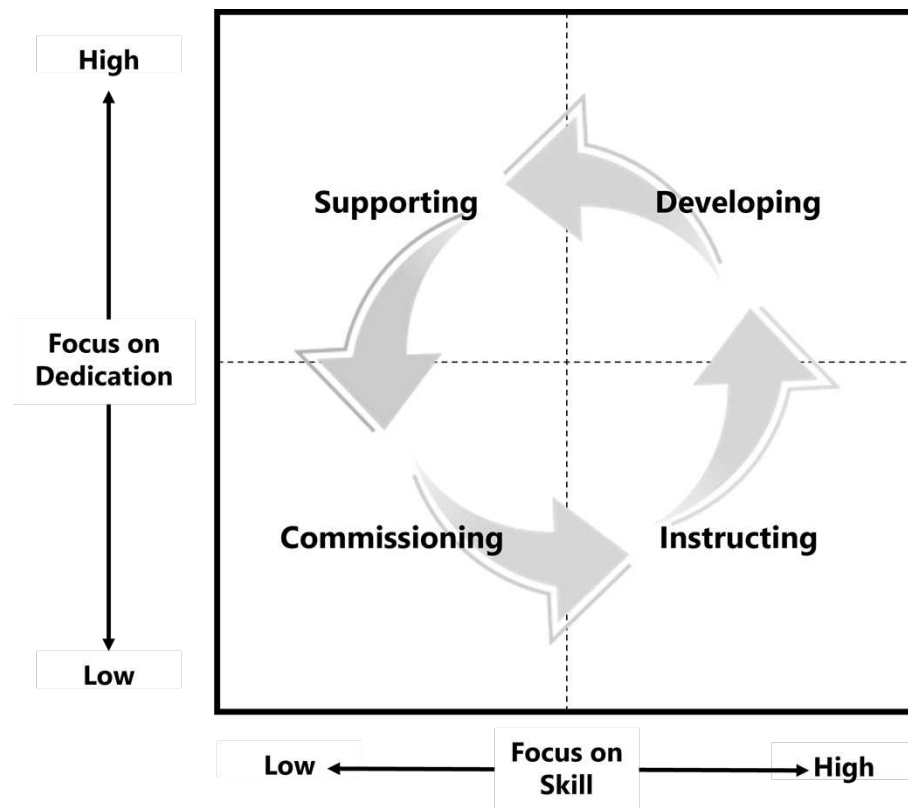 High
Supporting
Developing
Focus on
Dedication
Commissioning
Instructing
Low
Low
Focus on
Skill
High